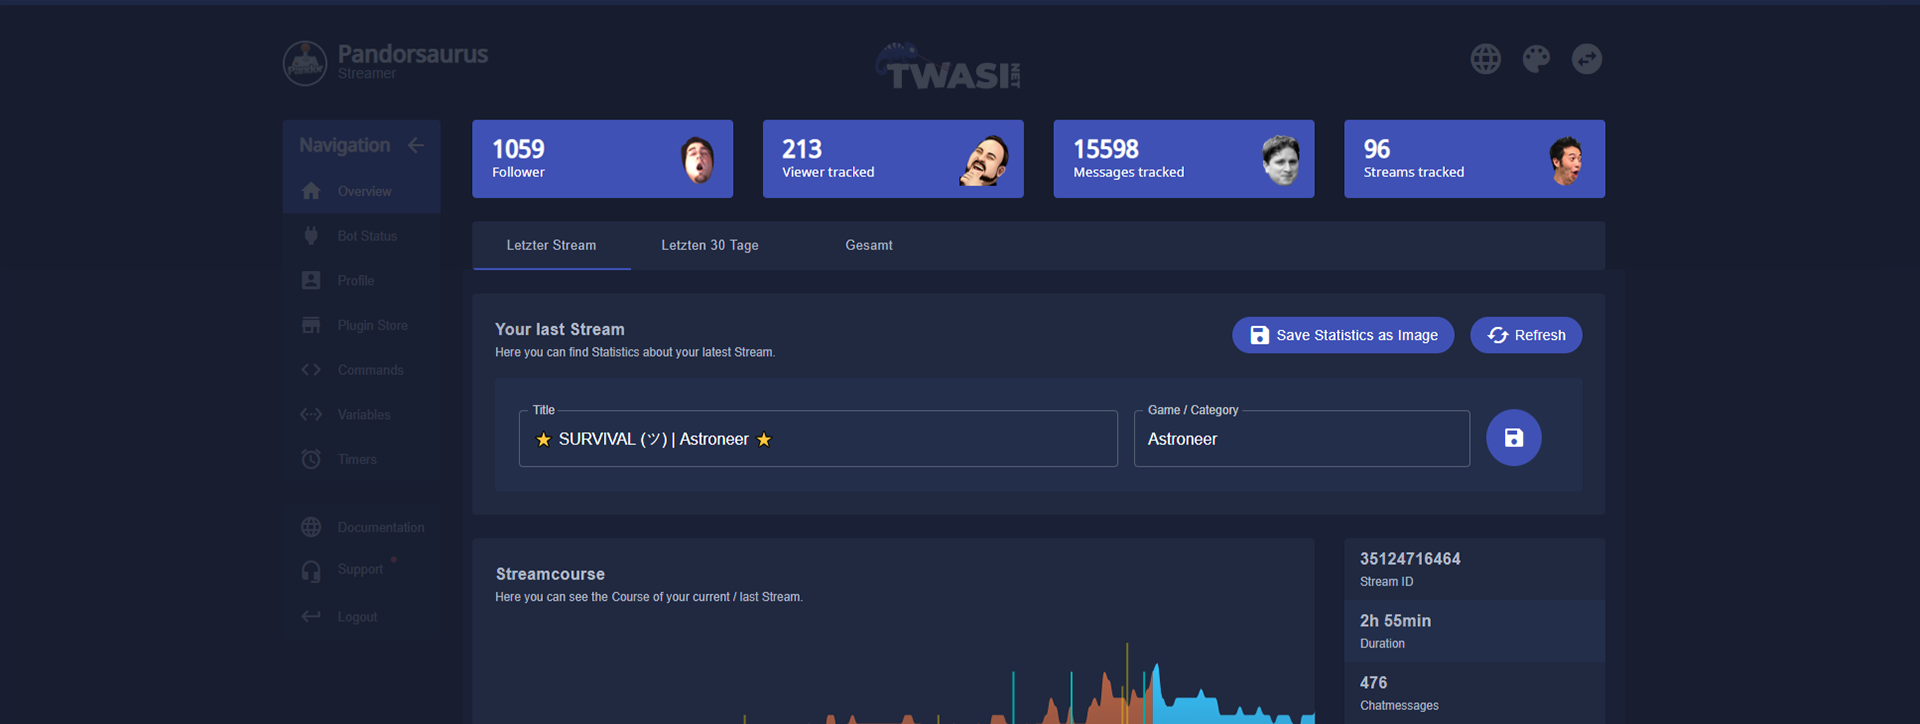 Pandorsaurus
Streamer
Pandor
TWASI
NET
Navigation
Overview
Bot Status
Profile
Plugin Store
Commands
Variables
Timers
Documentation
Support
Logout
1059
Follower
213
Viewer tracked
15598
Messages tracked
96
Streams tracked
Letzter Stream
Letzten 30 Tage
Gesamt
Your last Stream
Here you can find Statistics about your latest Stream.
Save Statistics as Image
Refresh
Title
★ SURVIVAL (ツ) | Astroneer ★
Game / Category
Astroneer
Streamcourse
Here you can see the Course of your current / last Stream.
35124716464
Stream ID
2h 55min
Duration
476
Chatmessages